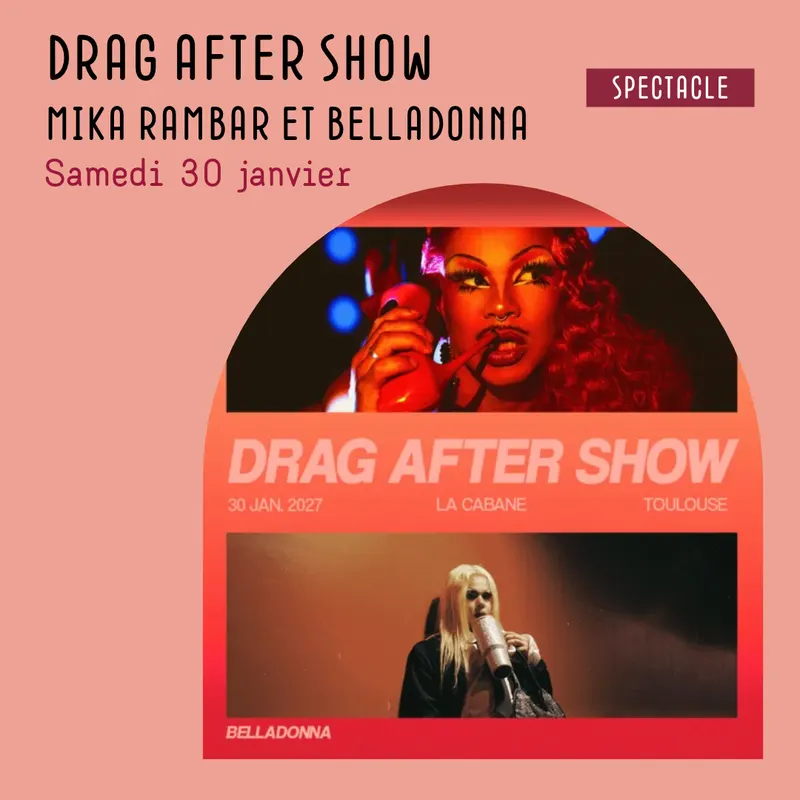 DRAG AFTER SHOW
SPECTACLE
MIKA RAMBAR ET BELLADONNA
Samedi 30 janvier
DRAG AFTER SHOW
30 JAN. 2027 LA CABANE TOULOUSE
BELLADONNA